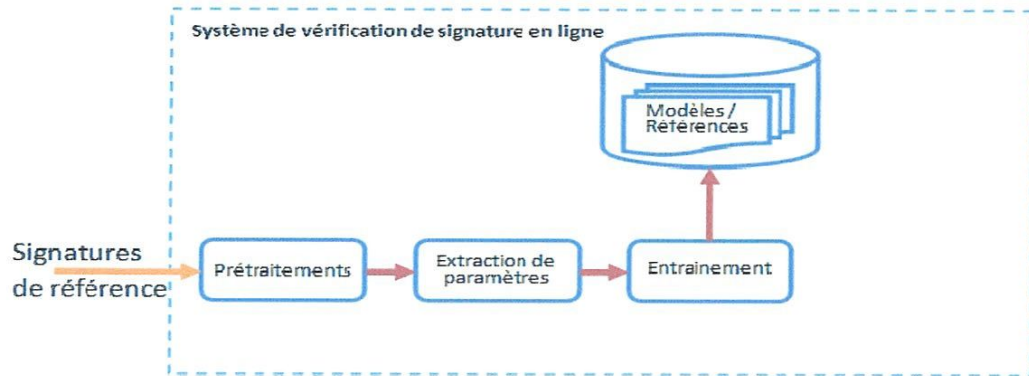 Système de vérification de signature en ligne
Modèles /
Références
Signatures
de référence
Prétraitements
Extraction de
paramètres
Entrainement